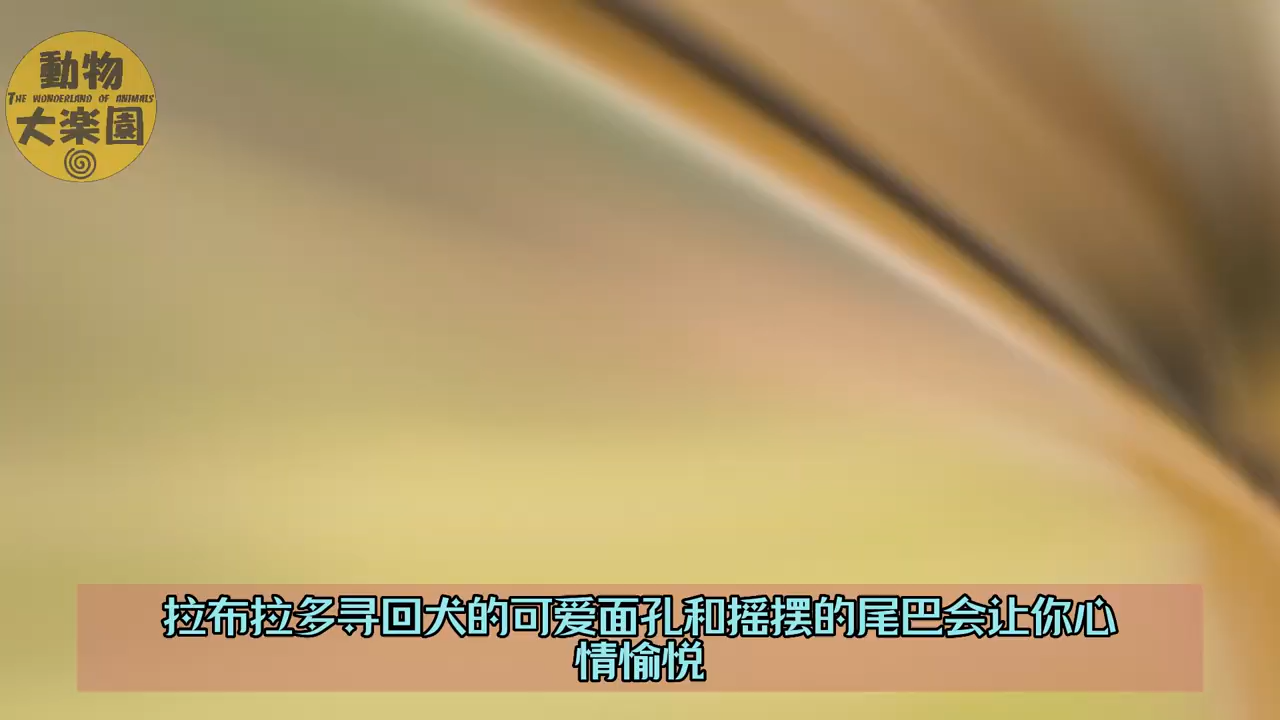 動物
THE WONDERLAND OF ANIMALS
大楽園
拉布拉多寻回犬的可爱面孔和摇摆的尾巴会让你心
情愉悦